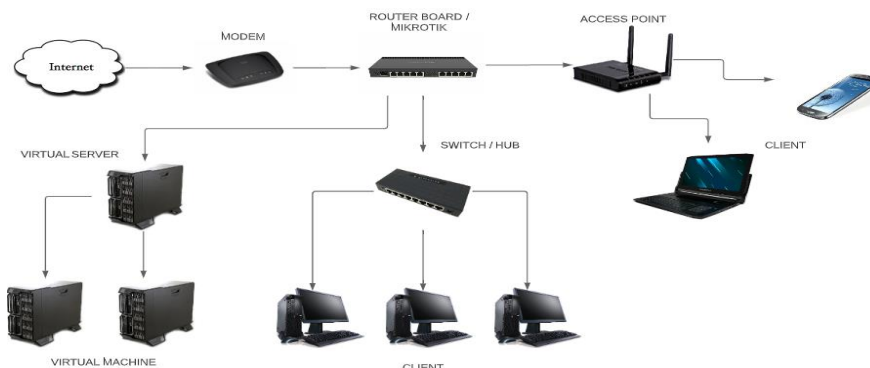 ROUTER BOARD /
MIKROTIK
ACCESS POINT
MODEM
Internet
VIRTUAL SERVER
SWITCH / HUB
CLIENT
VIRTUAL MACHINE
CLIENT